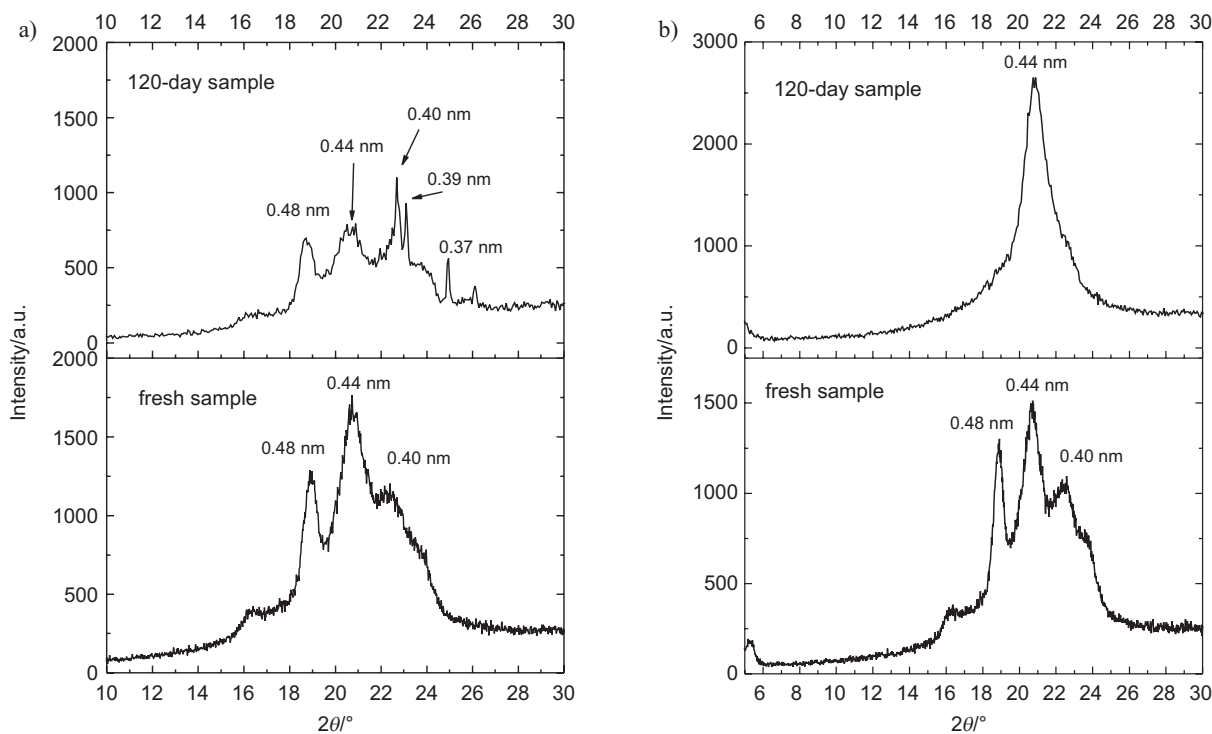 a)
10 12 14 16 18 20 22 24 26 28 30
2000
120-day sample
1500
0.40 nm
0.44 nm
1000
0.39 nm
0.48 nm
0.37 nm
500
0
2000
0.44 nm
fresh sample
1500
0.48 nm
0.40 nm
1000
500
0
10 12 14 16 18 20 22 24 26 28 30
Intensity/a.u.
2θ/°
b)
6 8 10 12 14 16 18 20 22 24 26 28 30
3000
0.44 nm
120-day sample
2000
1000
0
0.44 nm
fresh sample
1500
0.48 nm
0.40 nm
1000
500
0
6 8 10 12 14 16 18 20 22 24 26 28 30
Intensity/a.u.
2θ/°